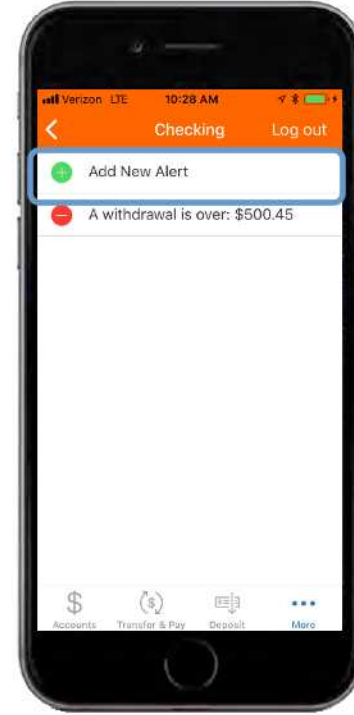 Verizon LTE 10:28 AM
Checking Log out
Add New Alert
A withdrawal is over: $500.45
Accounts Transfer & Pay Deposit More